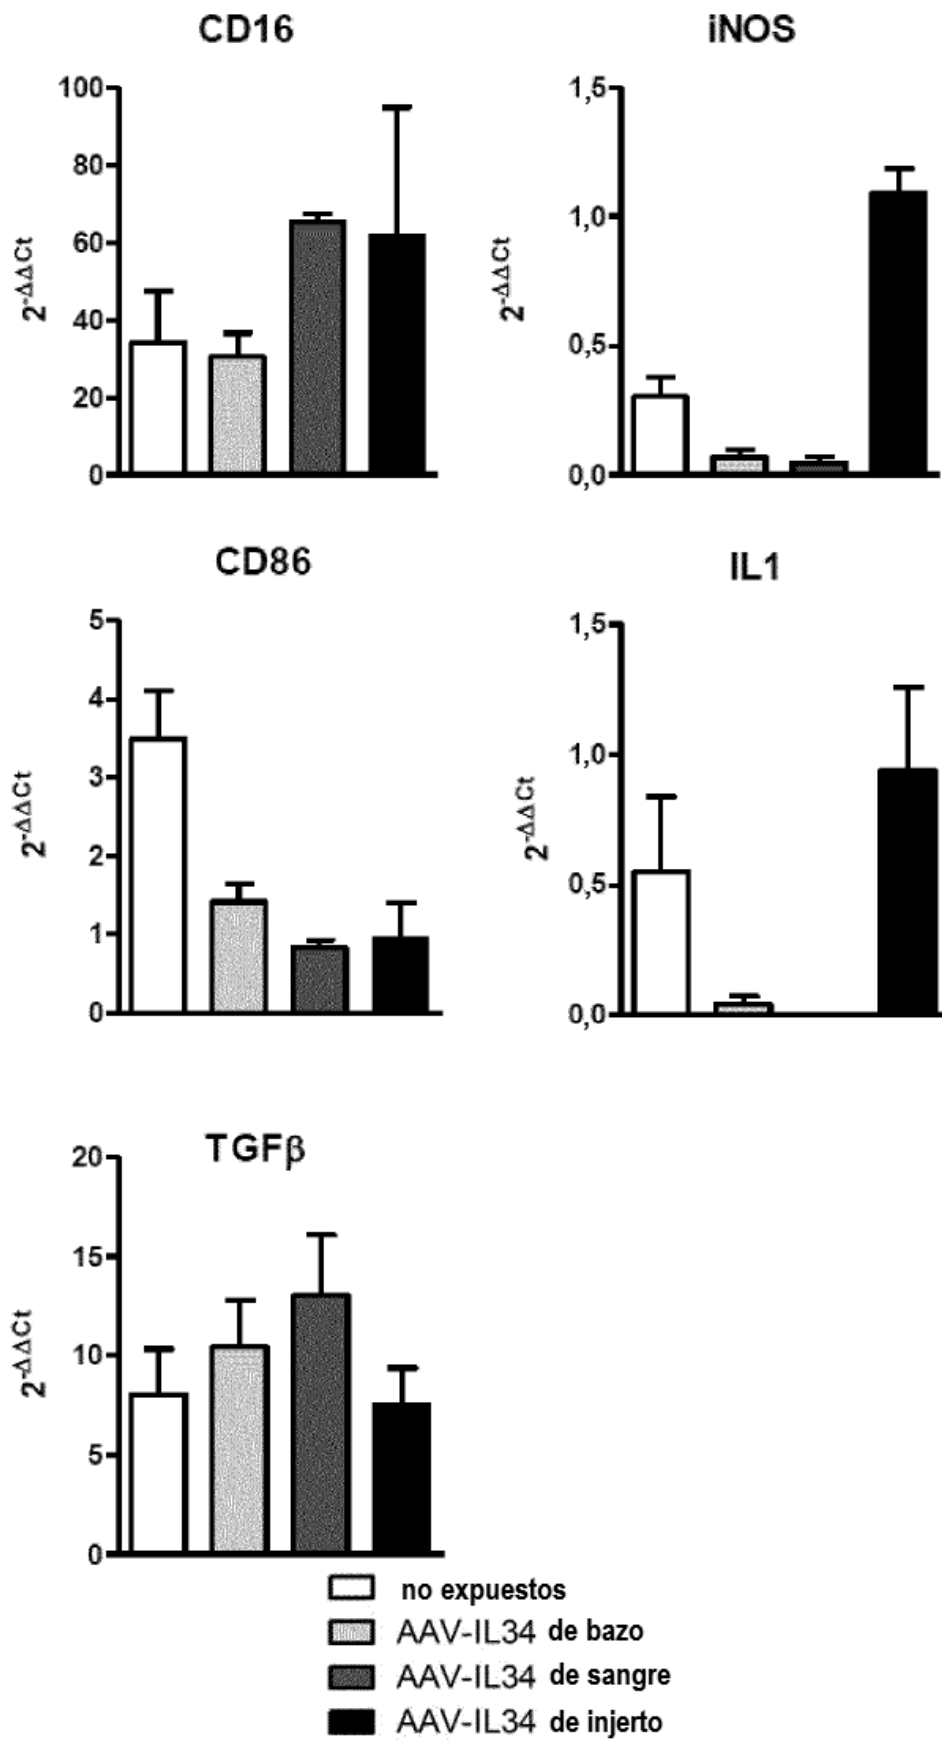 CD16
100
80
60
40
20
0
2-ΔΔCt
iNOS
1,5
1,0
0,5
0,0
2-ΔΔCt
CD86
5
4
3
2
1
0
2-ΔΔCt
IL1
1,5
1,0
0,5
0,0
2-ΔΔCt
TGFβ
20
15
10
5
0
2-ΔΔCt
no expuestos
AAV-IL34 de bazo
AAV-IL34 de sangre
AAV-IL34 de injerto